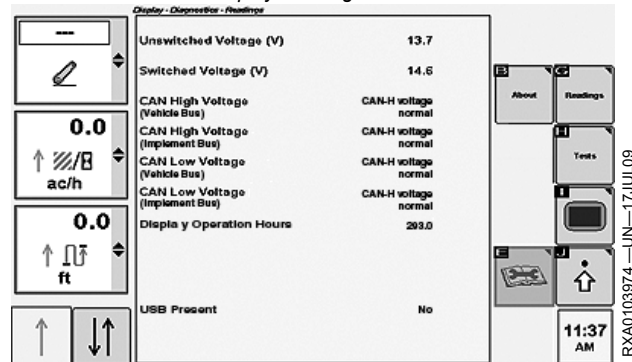 Display - Diagnostics - Readings
---
Unswitched Voltage (V) 13.7
Switched Voltage (V) 14.6
CAN High Voltage CAN-H voltage
(Vehicle Bus) normal
CAN High Voltage CAN-H voltage
(Implement Bus) normal
CAN Low Voltage CAN-H voltage
(Vehicle Bus) normal
CAN Low Voltage CAN-H voltage
(Implement Bus) normal
Display Operation Hours 293.0
USB Present No
0.0
ac/h
0.0
ft
B
About
G
Readings
H
Tests
I
E
J
11:37
AM
RXA0103974 —UN—17JUL09